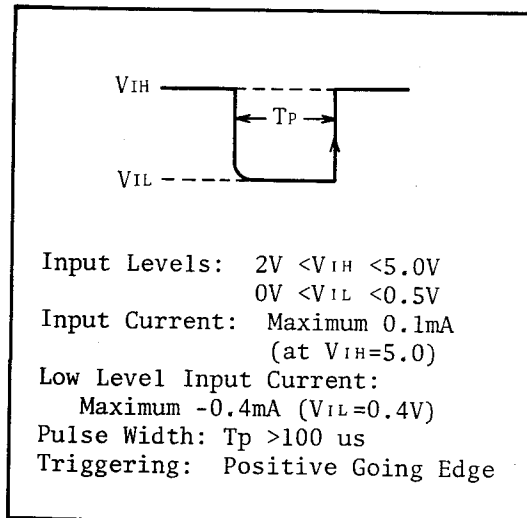 VIH
TP
VIL
Input Levels: 2V <VIH <5.0V
0V <VIL <0.5V
Input Current: Maximum 0.1mA
(at VIH=5.0)
Low Level Input Current:
Maximum -0.4mA (VIL=0.4V)
Pulse Width: Tp >100 us
Triggering: Positive Going Edge